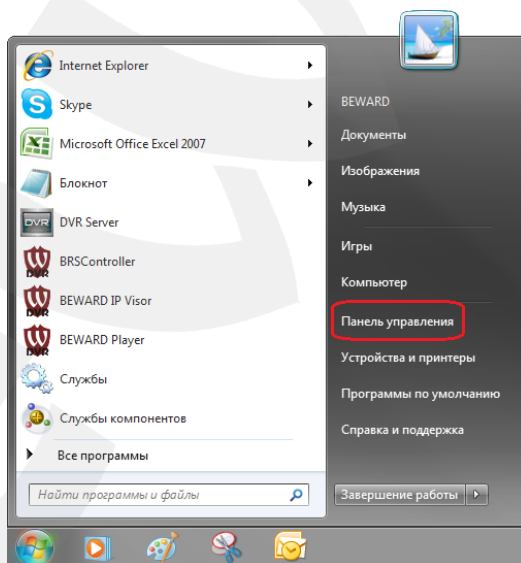 Internet Explorer
Skype
Microsoft Office Excel 2007
Блокнот
DVR Server
BRSController
BEWARD IP Visor
BEWARD Player
Службы
Службы компонентов
Все программы
Найти программы и файлы
BEWARD
Документы
Изображения
Музыка
Игры
Компьютер
Панель управления
Устройства и принтеры
Программы по умолчанию
Справка и поддержка
Завершение работы